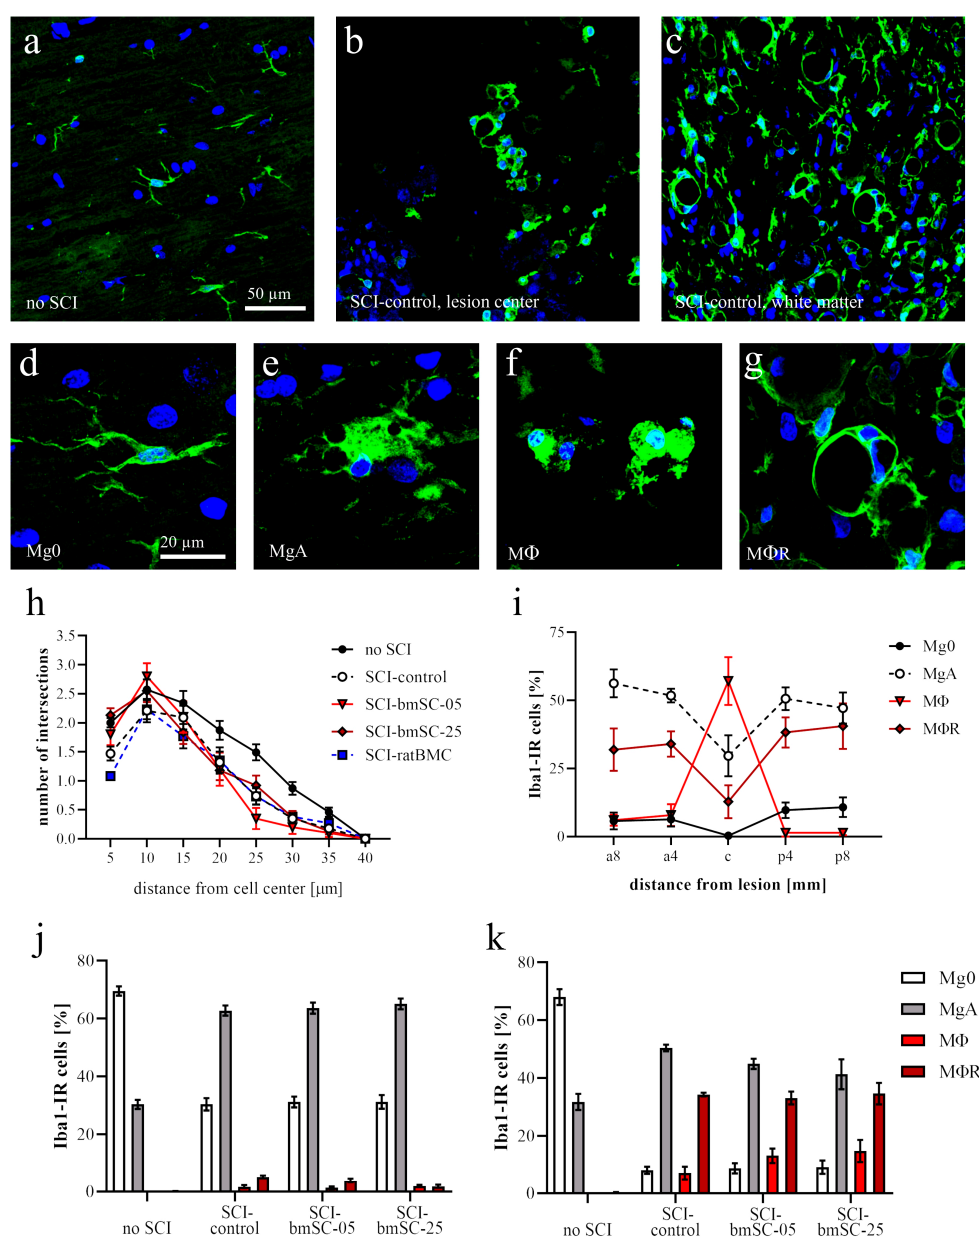 a
b
c
no SCI
50 µm
SCI-control, lesion center
SCI-control, white matter
d
e
f
g
Mg0
20 µm
MgA
MΦ
MΦR
h
number of intersections
3.5
3.0
2.5
2.0
1.5
1.0
0.5
0.0
5
10
15
20
25
30
35
40
distance from cell center [µm]
no SCI
SCI-control
SCI-bmSC-05
SCI-bmSC-25
SCI-ratBMC
i
Iba1-IR cells [%]
75
50
25
0
a8
a4
c
p4
p8
distance from lesion [mm]
Mg0
MgA
MΦ
MΦR
j
Iba1-IR cells [%]
80
60
40
20
0
no SCI
SCI-
control
SCI-
bmSC-05
SCI-
bmSC-25
k
Iba1-IR cells [%]
80
60
40
20
0
no SCI
SCI-
control
SCI-
bmSC-05
SCI-
bmSC-25
Mg0
MgA
MΦ
MΦR